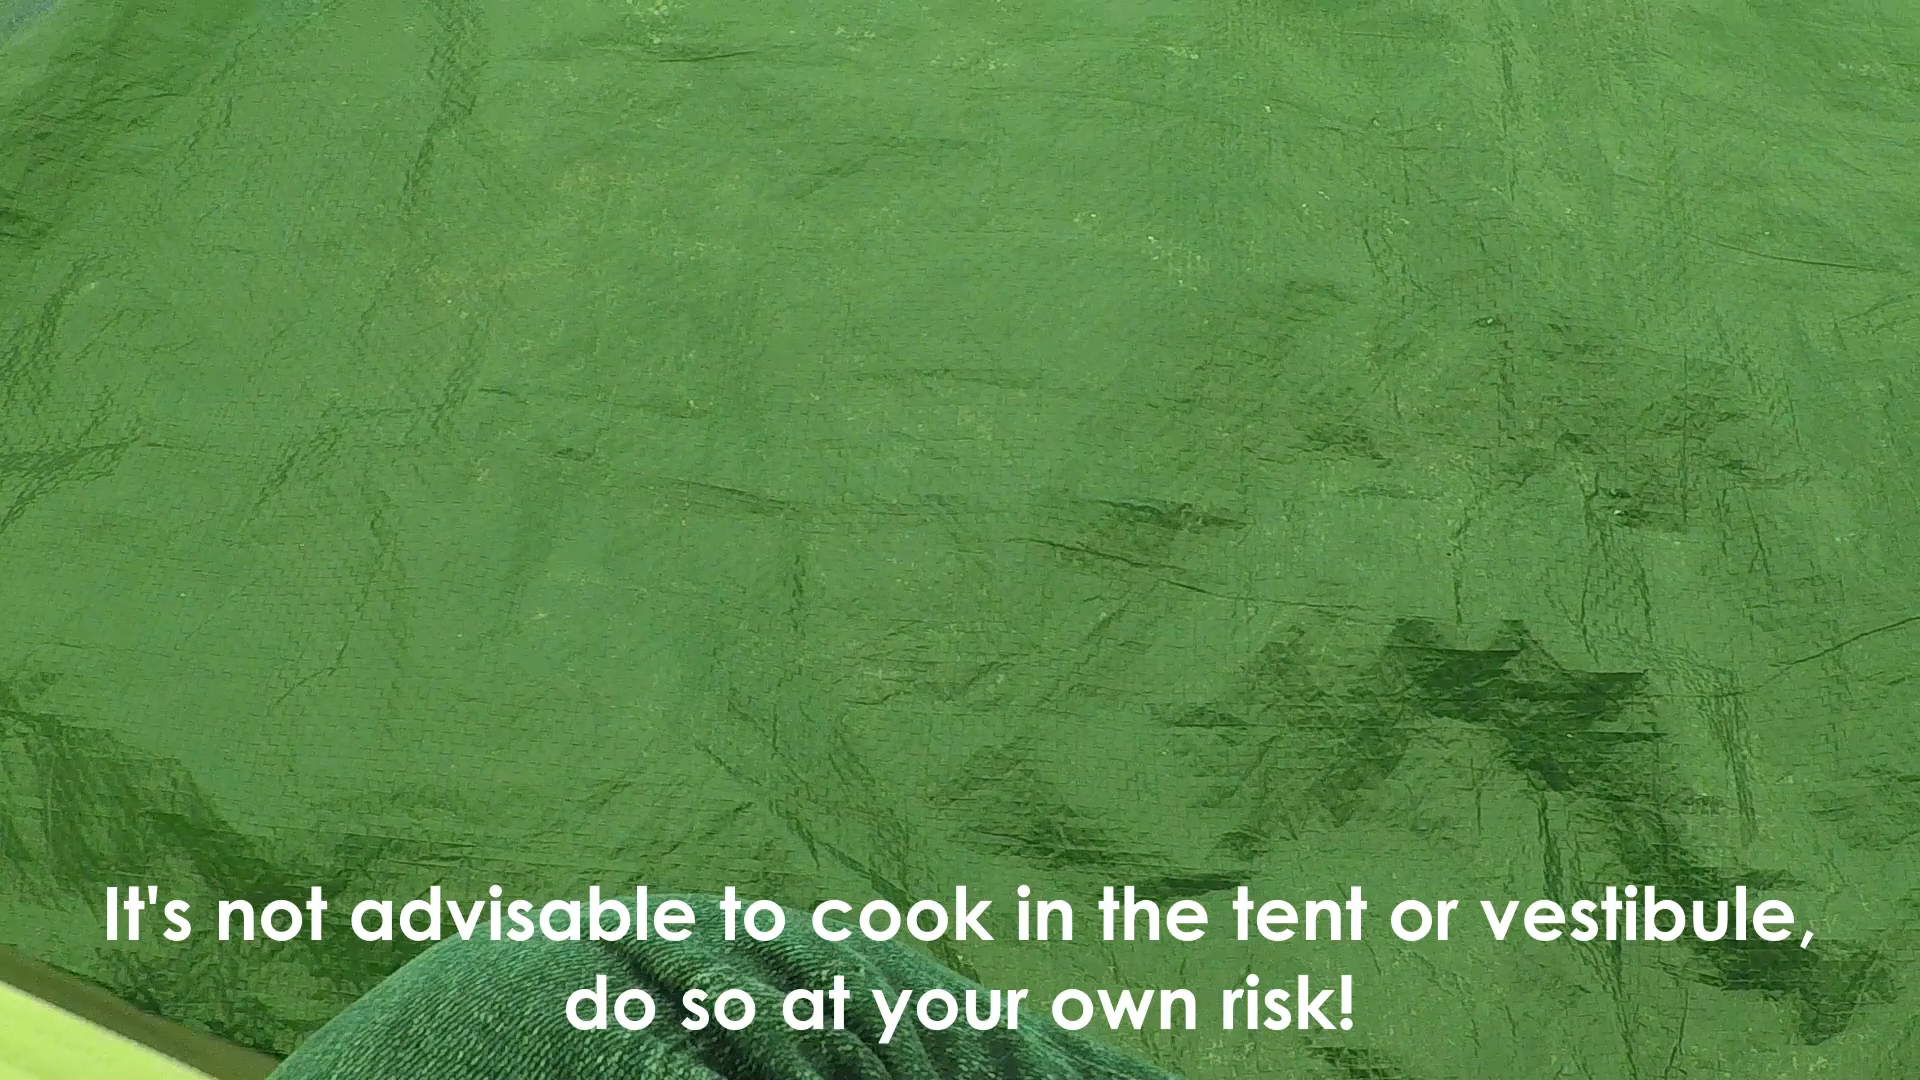 It's not advisable to cook in the tent or vestibule,
do so at your own risk!